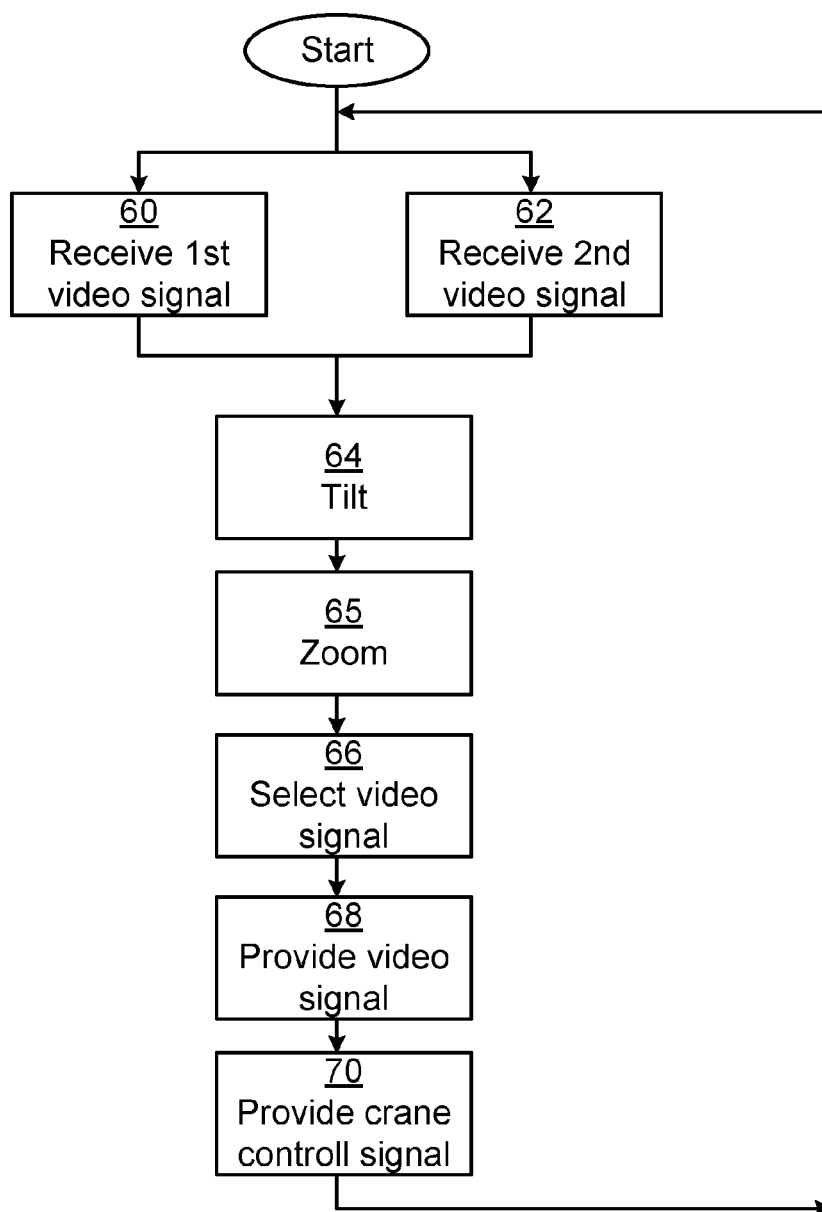 Start
60
Receive 1st
video signal
62
Receive 2nd
video signal
64
Tilt
65
Zoom
66
Select video
signal
68
Provide video
signal
70
Provide crane
controll signal